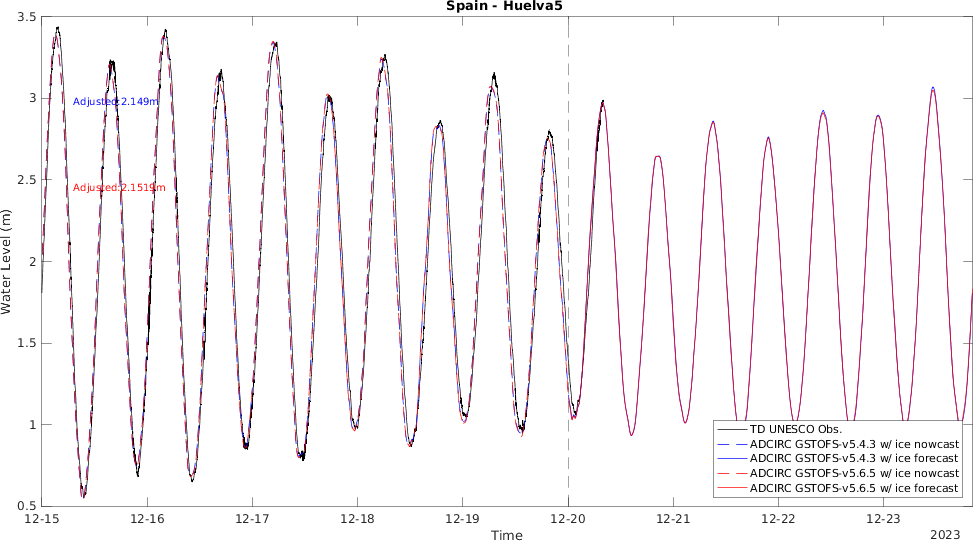 Spain - Huelva5
3.5
3
2.5
2
1.5
1
0.5
Water Level (m)
Adjusted:2.149m
Adjusted:2.1519m
TD UNESCO Obs.
ADCIRC GSTOFS-v5.4.3 w/ ice nowcast
ADCIRC GSTOFS-v5.4.3 w/ ice forecast
ADCIRC GSTOFS-v5.6.5 w/ ice nowcast
ADCIRC GSTOFS-v5.6.5 w/ ice forecast
12-15 12-16 12-17 12-18 12-19 12-20 12-21 12-22 12-23
Time
2023